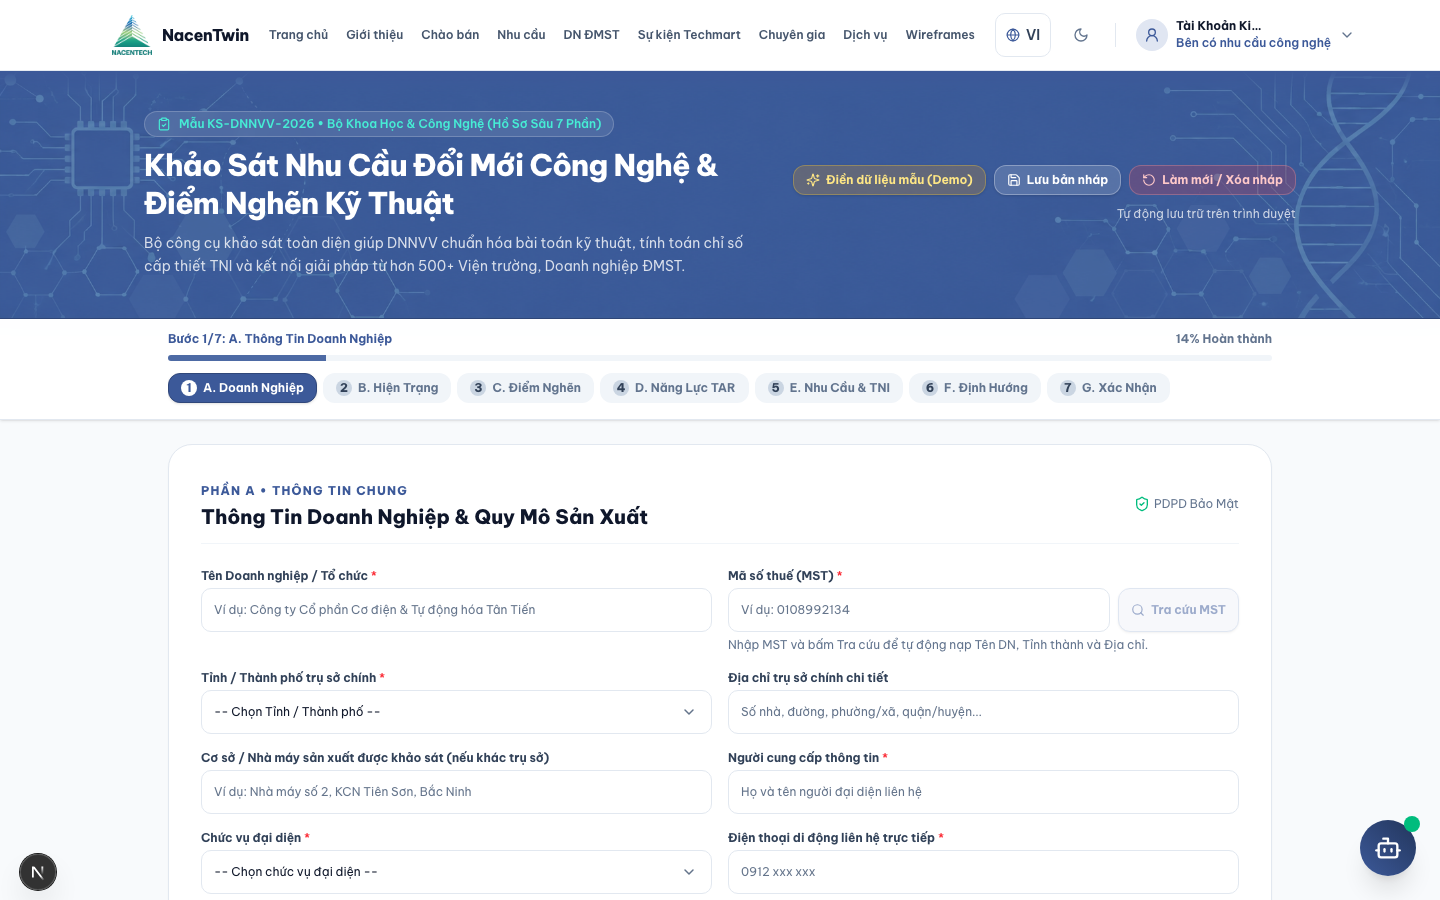 NACENTECH
NacenTwin
Trang chủ
Giới thiệu
Chào bán
Nhu cầu
DN ĐMST
Sự kiện Techmart
Chuyên gia
Dịch vụ
Wireframes
VI
Tài Khoản Ki...
Bên có nhu cầu công nghệ
Mẫu KS-DNNVV-2026 • Bộ Khoa Học & Công Nghệ (Hồ Sơ Sâu 7 Phần)
Khảo Sát Nhu Cầu Đổi Mới Công Nghệ &
Điểm Nghẽn Kỹ Thuật
Bộ công cụ khảo sát toàn diện giúp DNNVV chuẩn hóa bài toán kỹ thuật, tính toán chỉ số
cấp thiết TNI và kết nối giải pháp từ hơn 500+ Viện trường, Doanh nghiệp ĐMST.
Điền dữ liệu mẫu (Demo)
Lưu bản nháp
Làm mới / Xóa nháp
Tự động lưu trữ trên trình duyệt
Bước 1/7: A. Thông Tin Doanh Nghiệp
14% Hoàn thành
1 A. Doanh Nghiệp
2 B. Hiện Trạng
3 C. Điểm Nghẽn
4 D. Năng Lực TAR
5 E. Nhu Cầu & TNI
6 F. Định Hướng
7 G. Xác Nhận
PHẦN A • THÔNG TIN CHUNG
Thông Tin Doanh Nghiệp & Quy Mô Sản Xuất
PDPD Bảo Mật
Tên Doanh nghiệp / Tổ chức *
Ví dụ: Công ty Cổ phần Cơ điện & Tự động hóa Tân Tiến
Mã số thuế (MST) *
Ví dụ: 0108992134
Tra cứu MST
Nhập MST và bấm Tra cứu để tự động nạp Tên DN, Tỉnh thành và Địa chỉ.
Tỉnh / Thành phố trụ sở chính *
-- Chọn Tỉnh / Thành phố --
Địa chỉ trụ sở chính chi tiết
Số nhà, đường, phường/xã, quận/huyện...
Cơ sở / Nhà máy sản xuất được khảo sát (nếu khác trụ sở)
Ví dụ: Nhà máy số 2, KCN Tiên Sơn, Bắc Ninh
Người cung cấp thông tin *
Họ và tên người đại diện liên hệ
Chức vụ đại diện *
-- Chọn chức vụ đại diện --
Điện thoại di động liên hệ trực tiếp *
0912 xxx xxx
N